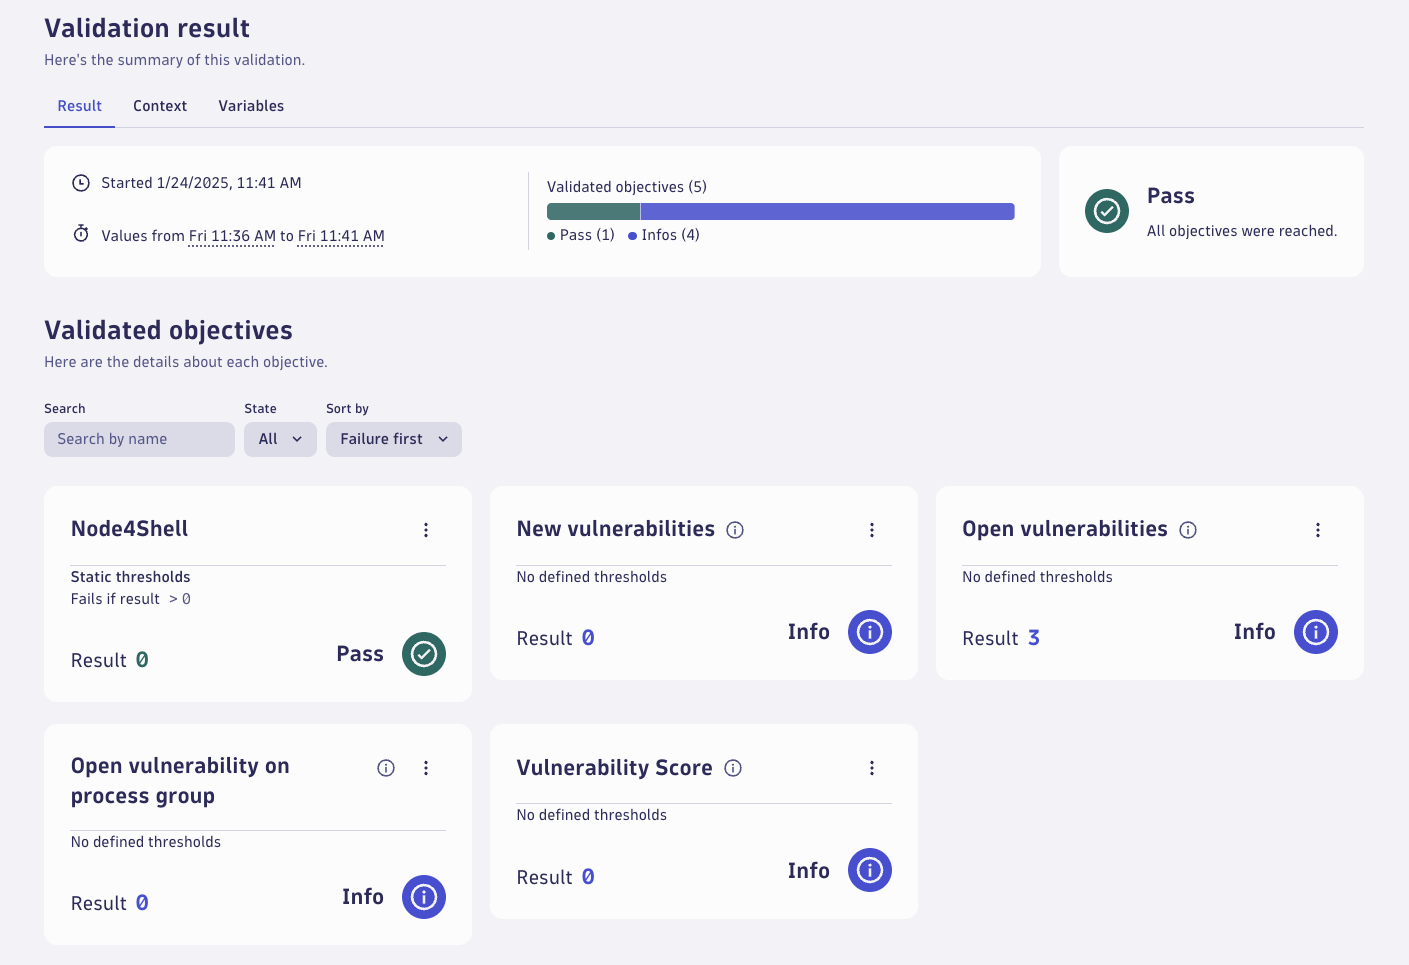 Validation result
Here's the summary of this validation.
Result Context Variables
Started 1/24/2025, 11:41 AM
Values from Fri 11:36 AM to Fri 11:41 AM
Validated objectives (5)
Pass (1) Infos (4)
Pass
All objectives were reached.
Validated objectives
Here are the details about each objective.
Search State Sort by
Search by name All Failure first
Node4Shell
Static thresholds
Fails if result > 0
Result 0 Pass
New vulnerabilities
No defined thresholds
Result 0 Info
Open vulnerabilities
No defined thresholds
Result 3 Info
Open vulnerability on
process group
No defined thresholds
Result 0 Info
Vulnerability Score
No defined thresholds
Result 0 Info